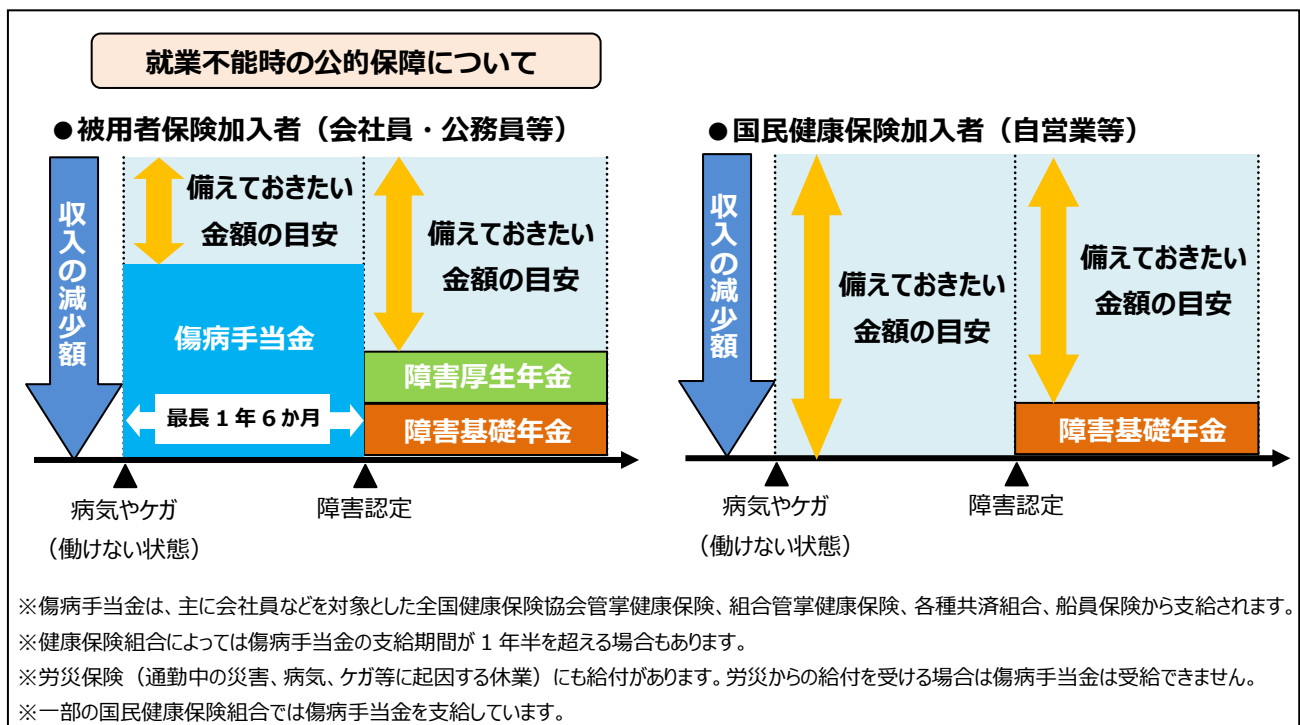 就業不能時の公的保障について
●被用者保険加入者（会社員・公務員等）
収入の減少額
備えておきたい
金額の目安
備えておきたい
金額の目安
傷病手当金
障害厚生年金
最長1年6か月
障害基礎年金
病気やケガ
（働けない状態）
障害認定
●国民健康保険加入者（自営業等）
収入の減少額
備えておきたい
金額の目安
備えておきたい
金額の目安
障害基礎年金
病気やケガ
（働けない状態）
障害認定
※傷病手当金は、主に会社員などを対象とした全国健康保険協会管掌健康保険、組合管掌健康保険、各種共済組合、船員保険から支給されます。
※健康保険組合によっては傷病手当金の支給期間が1年半を超える場合もあります。
※労災保険（通勤中の災害、病気、ケガ等に起因する休業）にも給付があります。労災からの給付を受ける場合は傷病手当金は受給できません。
※一部の国民健康保険組合では傷病手当金を支給しています。